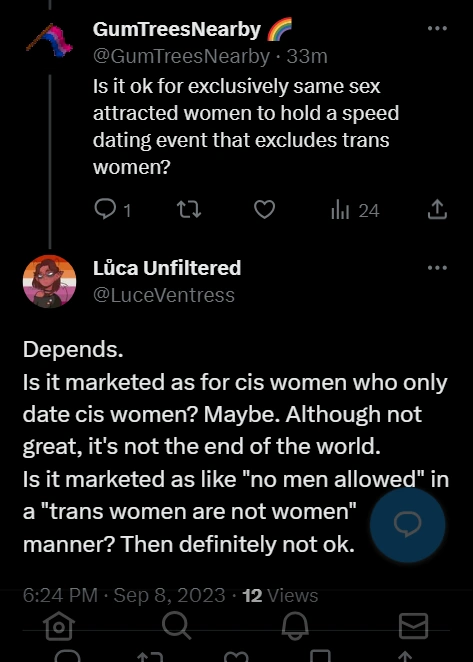 GumTreesNearby 🌈
@GumTreesNearby · 33m
Is it ok for exclusively same sex
attracted women to hold a speed
dating event that excludes trans
women?
1 24
Lůca Unfiltered
@LuceVentress
Depends.
Is it marketed as for cis women who only
date cis women? Maybe. Although not
great, it's not the end of the world.
Is it marketed as like "no men allowed" in
a "trans women are not women"
manner? Then definitely not ok.
6:24 PM · Sep 8, 2023 · 12 Views